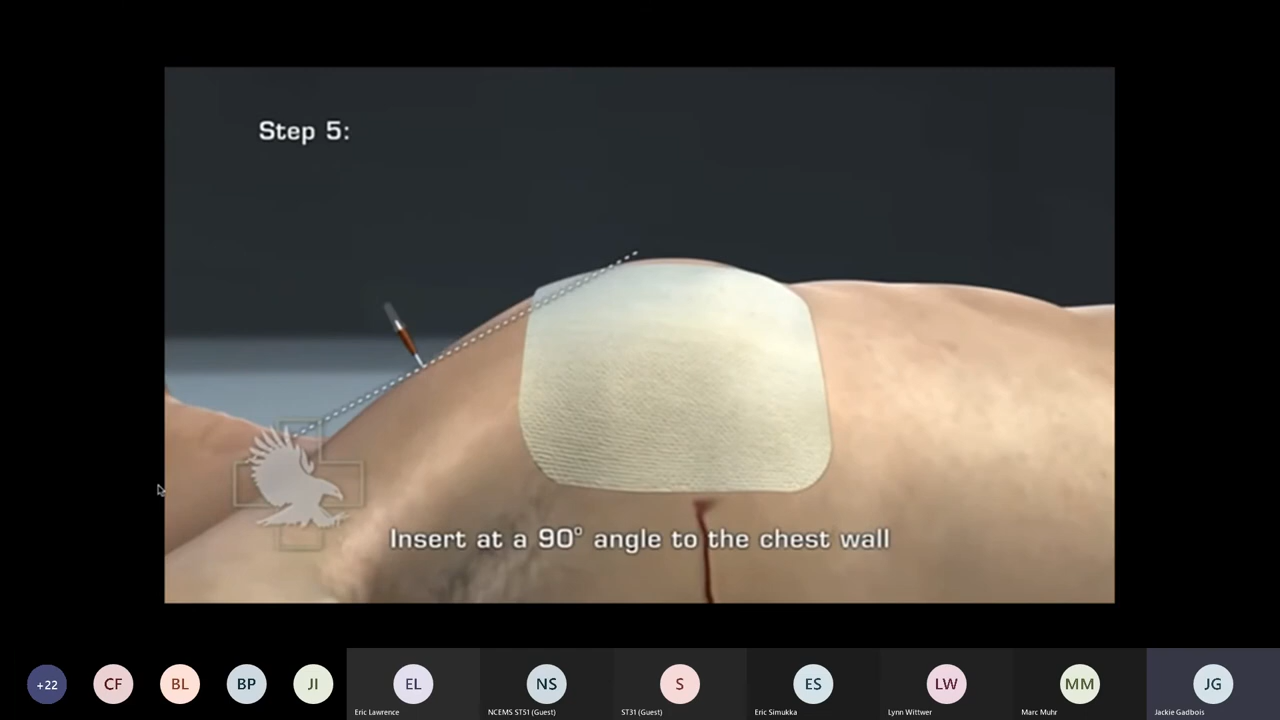 Step 5:
Insert at a 90° angle to the chest wall
+22
CF
BL
BP
JI
EL
NS
S
ES
LW
MM
JG
Eric Lawrence
NCEMS ST51 (Guest)
ST31 (Guest)
Eric Simukka
Lynn Wittwer
Marc Muhr
Jackie Gadbois